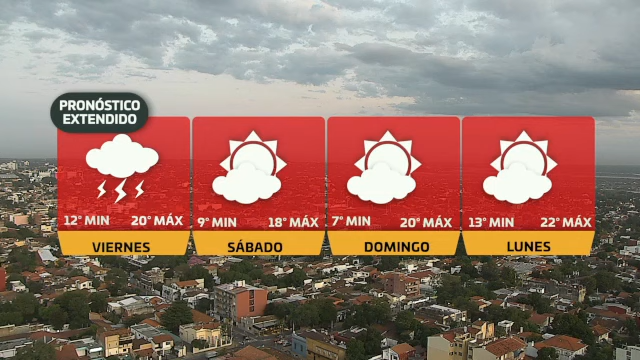 PRONÓSTICO
EXTENDIDO
12° MIN 20° MÁX
VIERNES
9° MIN 18° MÁX
SÁBADO
7° MIN 20° MÁX
DOMINGO
13° MIN 22° MÁX
LUNES